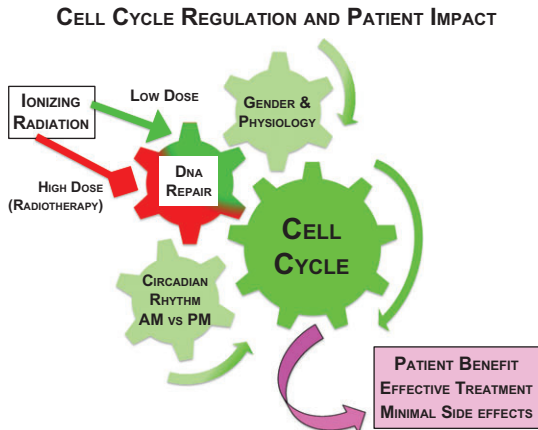 CELL CYCLE REGULATION AND PATIENT IMPACT
IONIZING
RADIATION
LOW DOSE
GENDER &
PHYSIOLOGY
HIGH DOSE
(RADIOTHERAPY)
DNA
REPAIR
CELL
CYCLE
CIRCADIAN
RHYTHM
AM VS PM
PATIENT BENEFIT
EFFECTIVE TREATMENT
MINIMAL SIDE EFFECTS